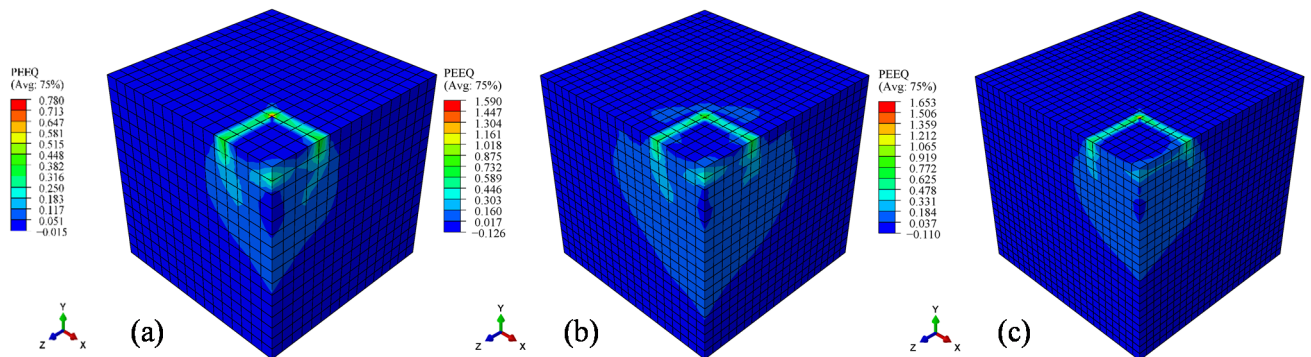 PEEQ
(Avg: 75%)
0.780
0.713
0.647
0.581
0.515
0.448
0.382
0.316
0.250
0.183
0.117
0.051
−0.015
Y
Z
X
(a)
PEEQ
(Avg: 75%)
1.590
1.447
1.304
1.161
1.018
0.875
0.732
0.589
0.446
0.303
0.160
0.017
−0.126
Y
Z
X
(b)
PEEQ
(Avg: 75%)
1.653
1.506
1.359
1.212
1.065
0.919
0.772
0.625
0.478
0.331
0.184
0.037
−0.110
Y
Z
X
(c)